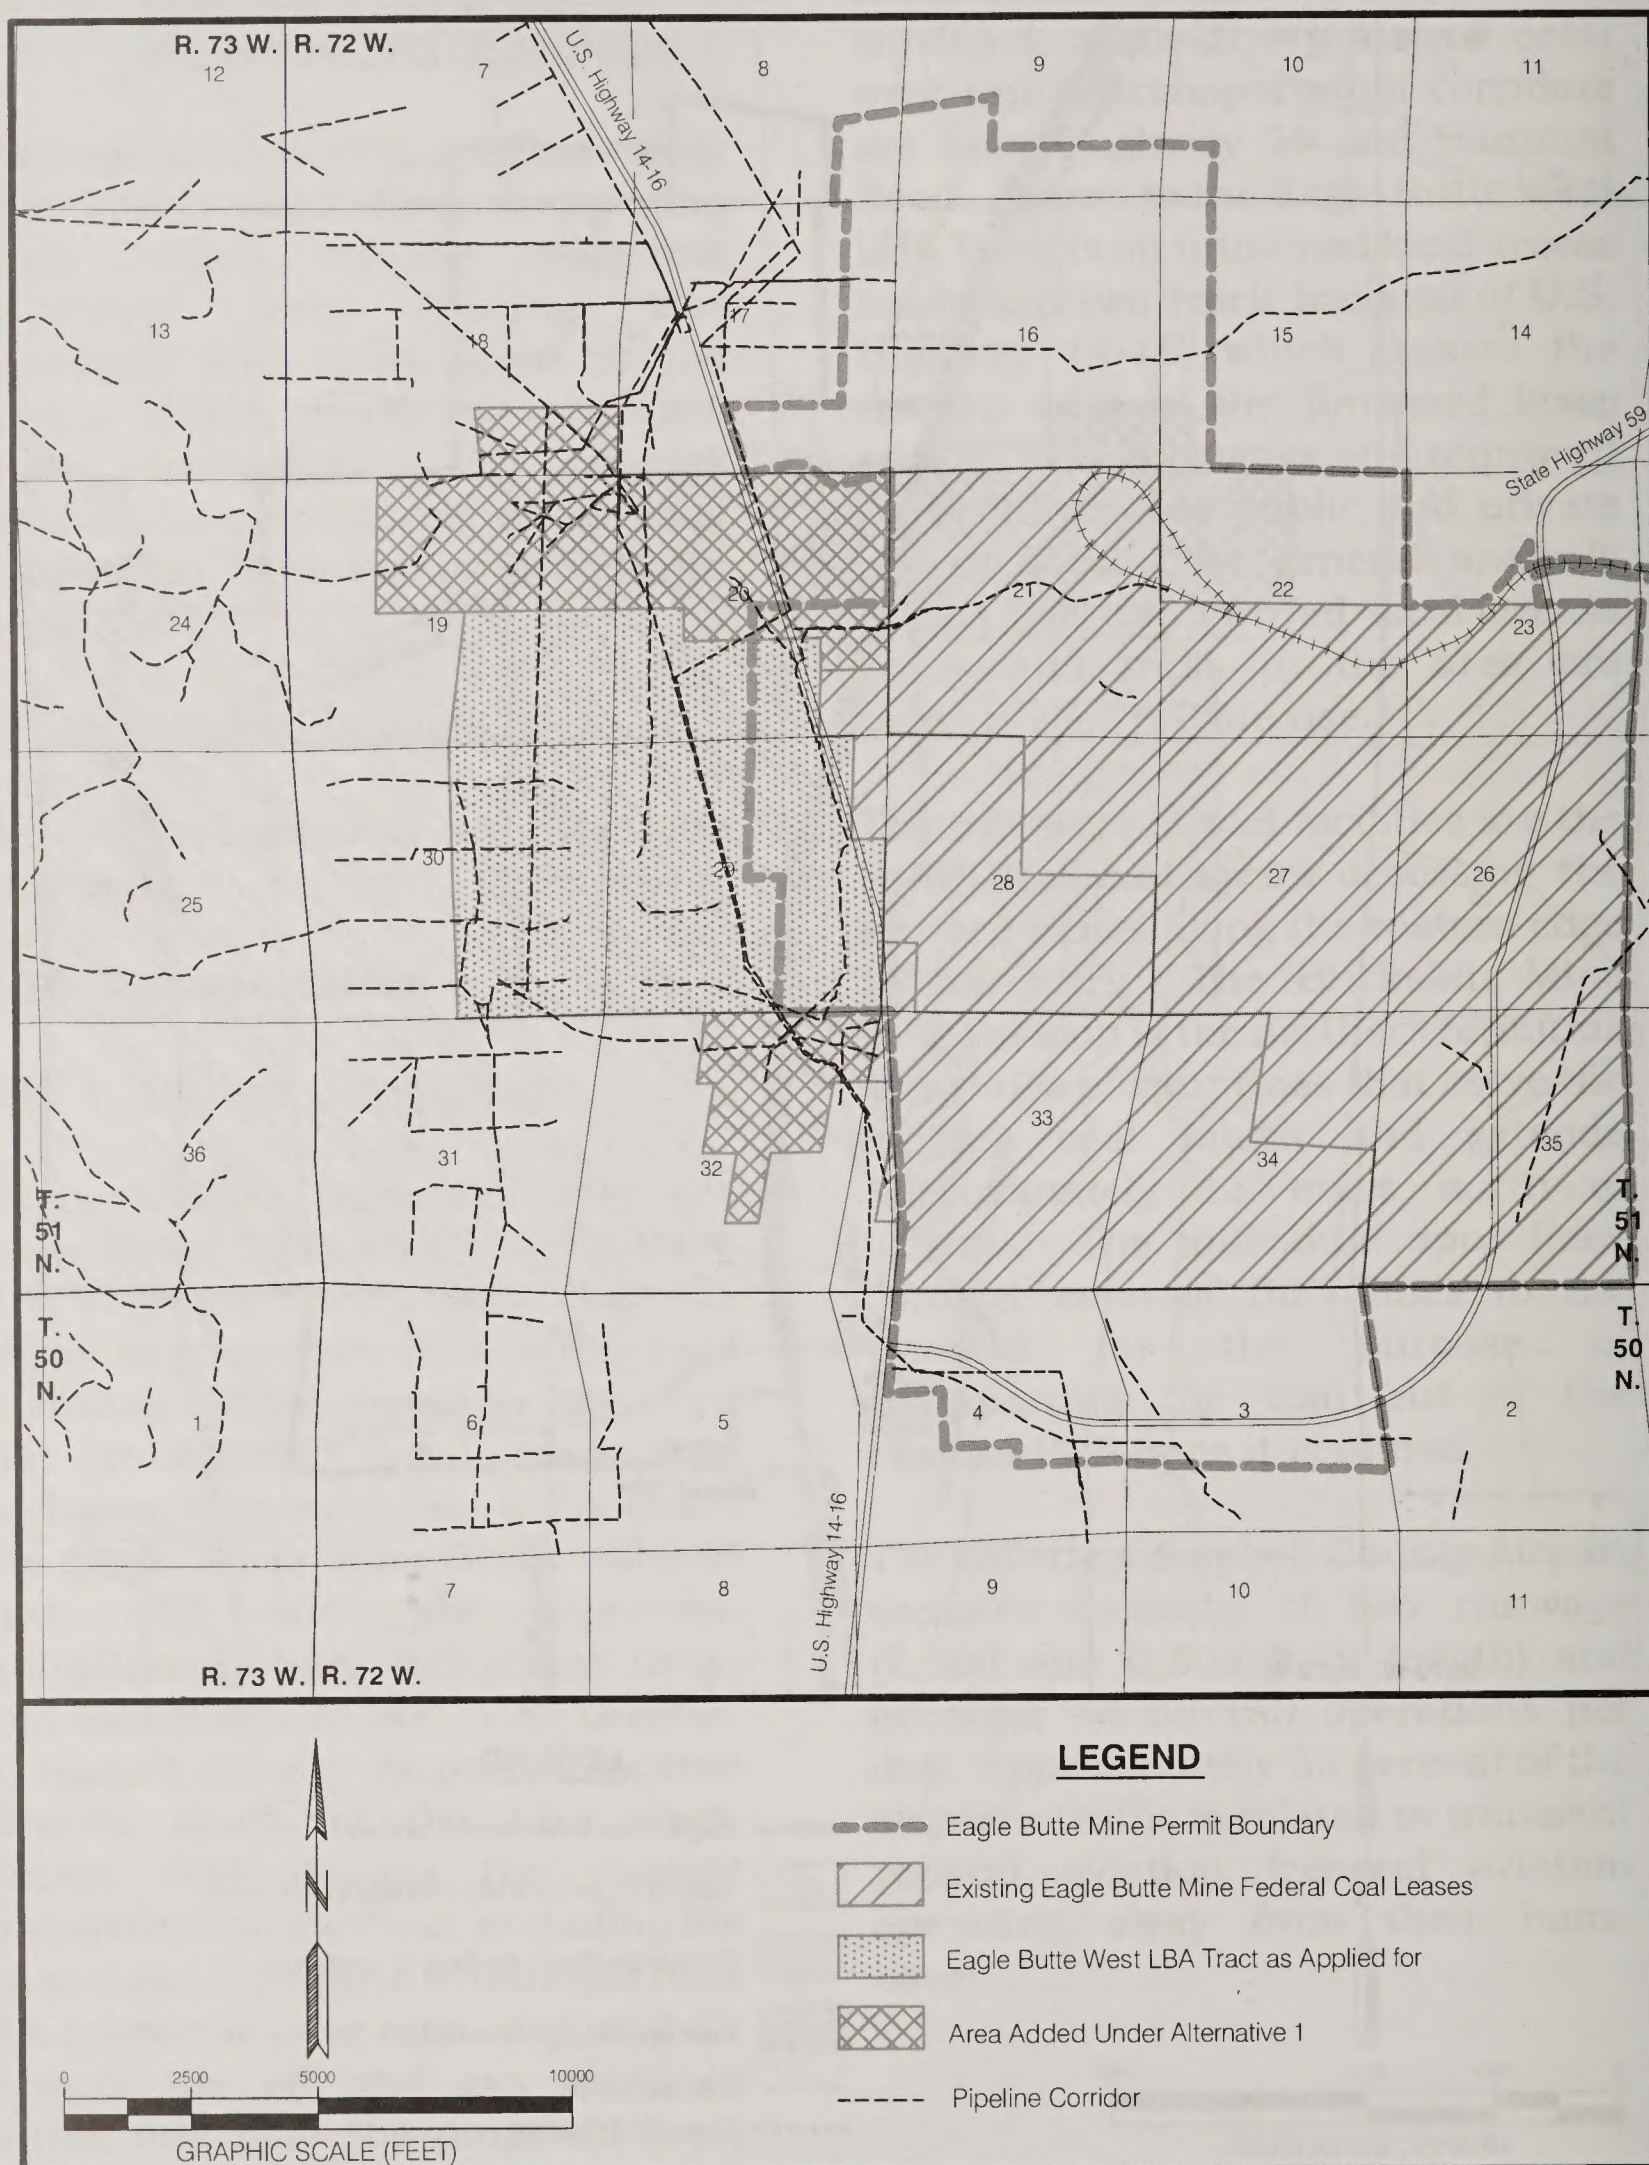 R. 73 W. R. 72 W.
12
7
8
9
10
11
U.S. Highway 14-16
13
18
17
16
15
14
State Highway 59
24
19
20
21
22
23
25
30
29
28
27
26
36
31
32
33
34
35
T.
51
N.
T.
51
N.
T.
50
N.
T.
50
N.
1
6
5
4
3
2
U.S. Highway 14-16
7
8
9
10
11
R. 73 W. R. 72 W.
N
0 2500 5000 10000
GRAPHIC SCALE (FEET)
LEGEND
Eagle Butte Mine Permit Boundary
Existing Eagle Butte Mine Federal Coal Leases
Eagle Butte West LBA Tract as Applied for
Area Added Under Alternative 1
Pipeline Corridor